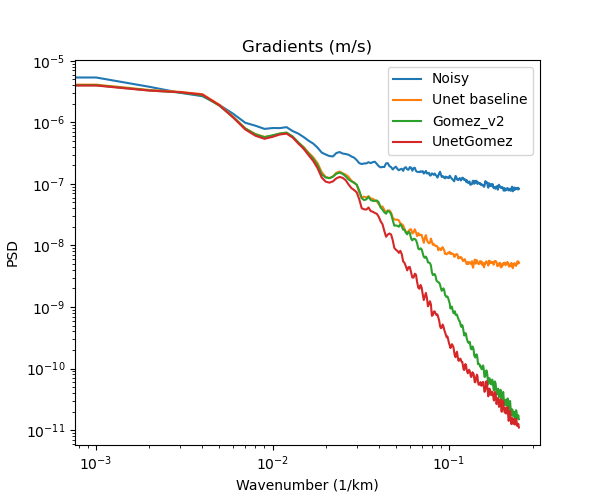 Gradients (m/s)
Noisy
Unet baseline
Gomez_v2
UnetGomez
PSD
10⁻⁵
10⁻⁶
10⁻⁷
10⁻⁸
10⁻⁹
10⁻¹⁰
10⁻¹¹
10⁻³
10⁻²
10⁻¹
Wavenumber (1/km)